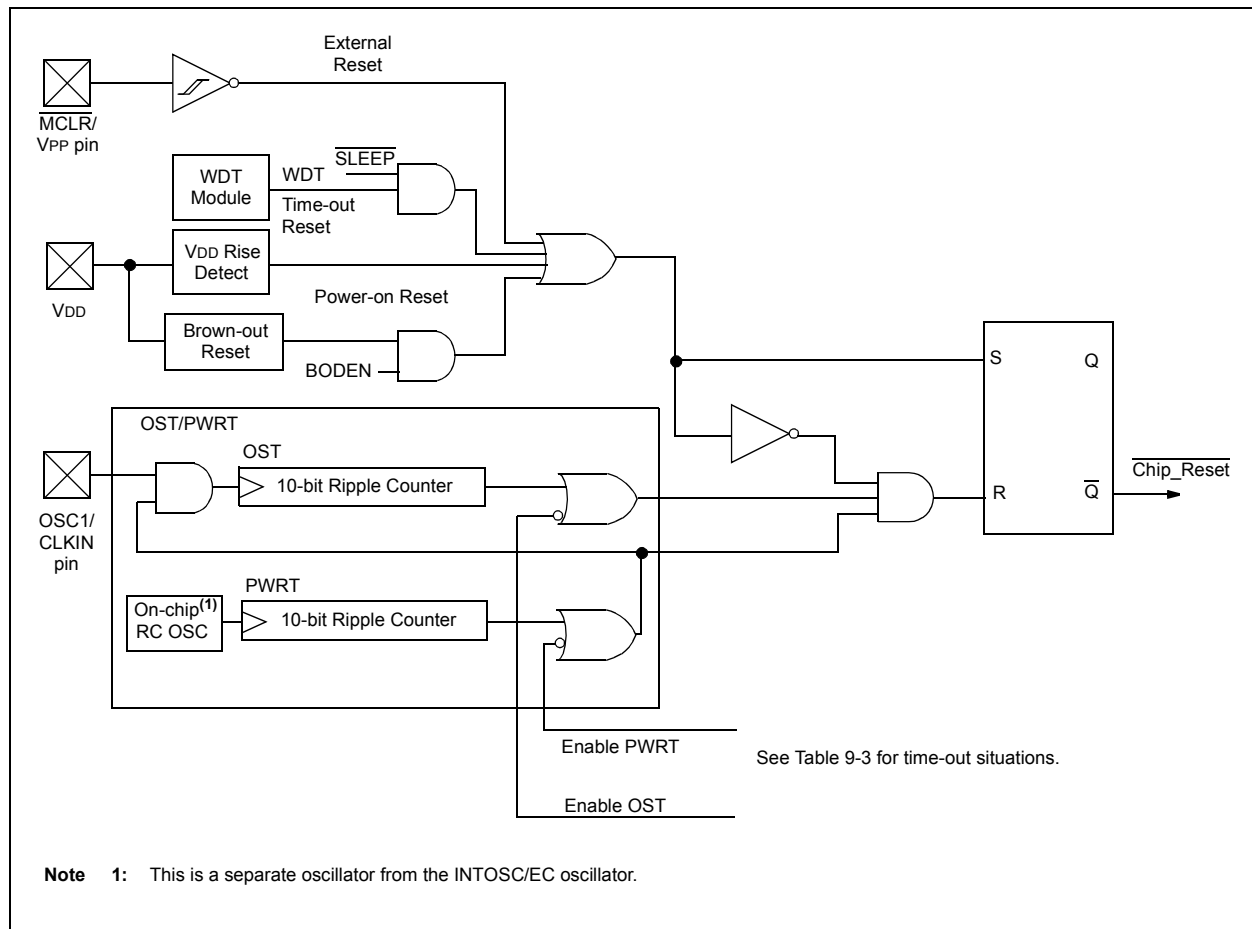 External
Reset
MCLR/
VPP pin
SLEEP
WDT
Module
WDT
Time-out
Reset
VDD Rise
Detect
VDD
Power-on Reset
Brown-out
Reset
BODEN
S
Q
OST/PWRT
OST
10-bit Ripple Counter
OSC1/
CLKIN
pin
R
Q
Chip_Reset
PWRT
On-chip(1)
RC OSC
10-bit Ripple Counter
Enable PWRT
See Table 9-3 for time-out situations.
Enable OST
Note 1: This is a separate oscillator from the INTOSC/EC oscillator.